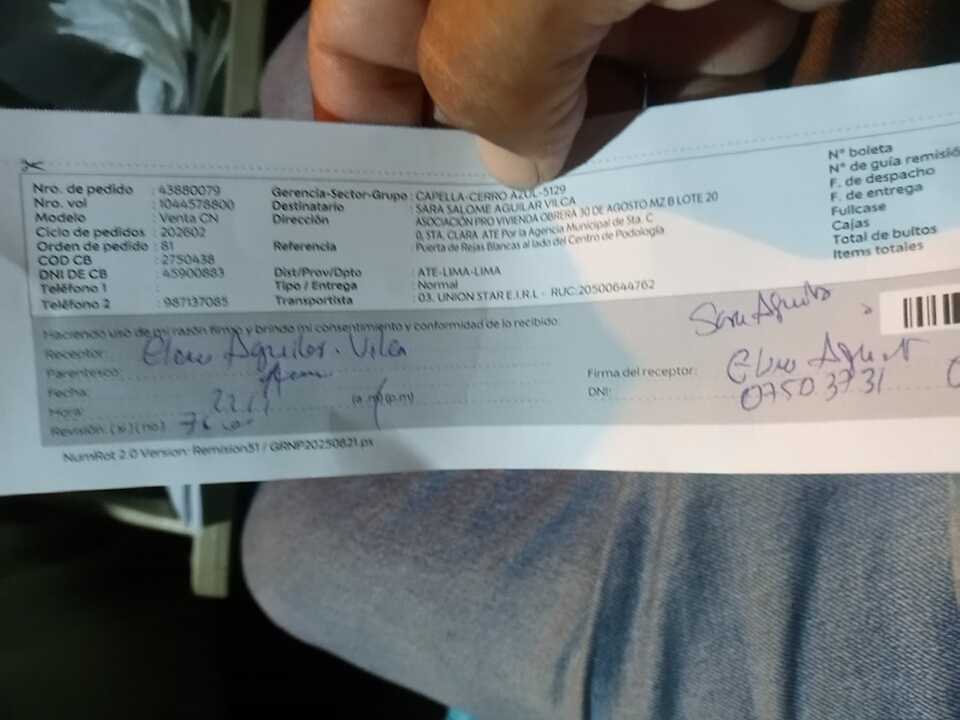 Nro. de pedido : 43880079
Nro. vol : 1044578800
Modelo : Venta CN
Ciclo de pedidos : 202602
Orden de pedido : 81
COD CB : 2750438
DNI DE CB : 45900883
Teléfono 1 :
Teléfono 2 : 987137085
Gerencia-Sector-Grupo : CAPELLA-CERRO AZUL-5129
Destinatario : SARA SALOME AGUILAR VILCA
Dirección : ASOCIACIÓN PRO VIVIENDA OBRERA 30 DE AGOSTO MZ B LOTE 20
0, STA. CLARA ATE Por la Agencia Municipal de Sta. C
Referencia : Puerta de Rejas Blancas al lado del Centro de Podología
Dist/Prov/Dpto : ATE-LIMA-LIMA
Tipo / Entrega : Normal
Transportista : 03. UNION STAR E.I.R.L - RUC:20500644762
N° boleta
N° de guía remisió
F. de despacho
F. de entrega
Fullcase
Cajas
Total de bultos
Items totales
Haciendo uso de mi razón firmo y brindo mi consentimiento y conformidad de lo recibido:
Receptor: Aguilar Vilca
Parentesco:
Fecha:
Hora: (a.m) (p.m)
Revisión: (si) (no)
Sara Aguilar
Firma del receptor:
DNI: 07503731
NumRot 2.0 Version: Remision51 / GRNP20250821.ps